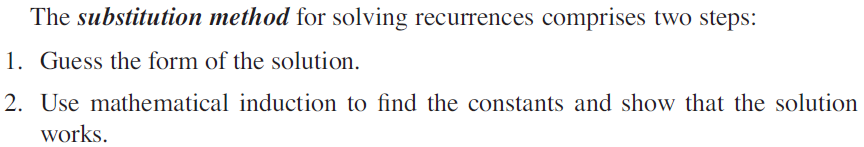 The substitution method for solving recurrences comprises two steps:
1. Guess the form of the solution.
2. Use mathematical induction to find the constants and show that the solution
works.